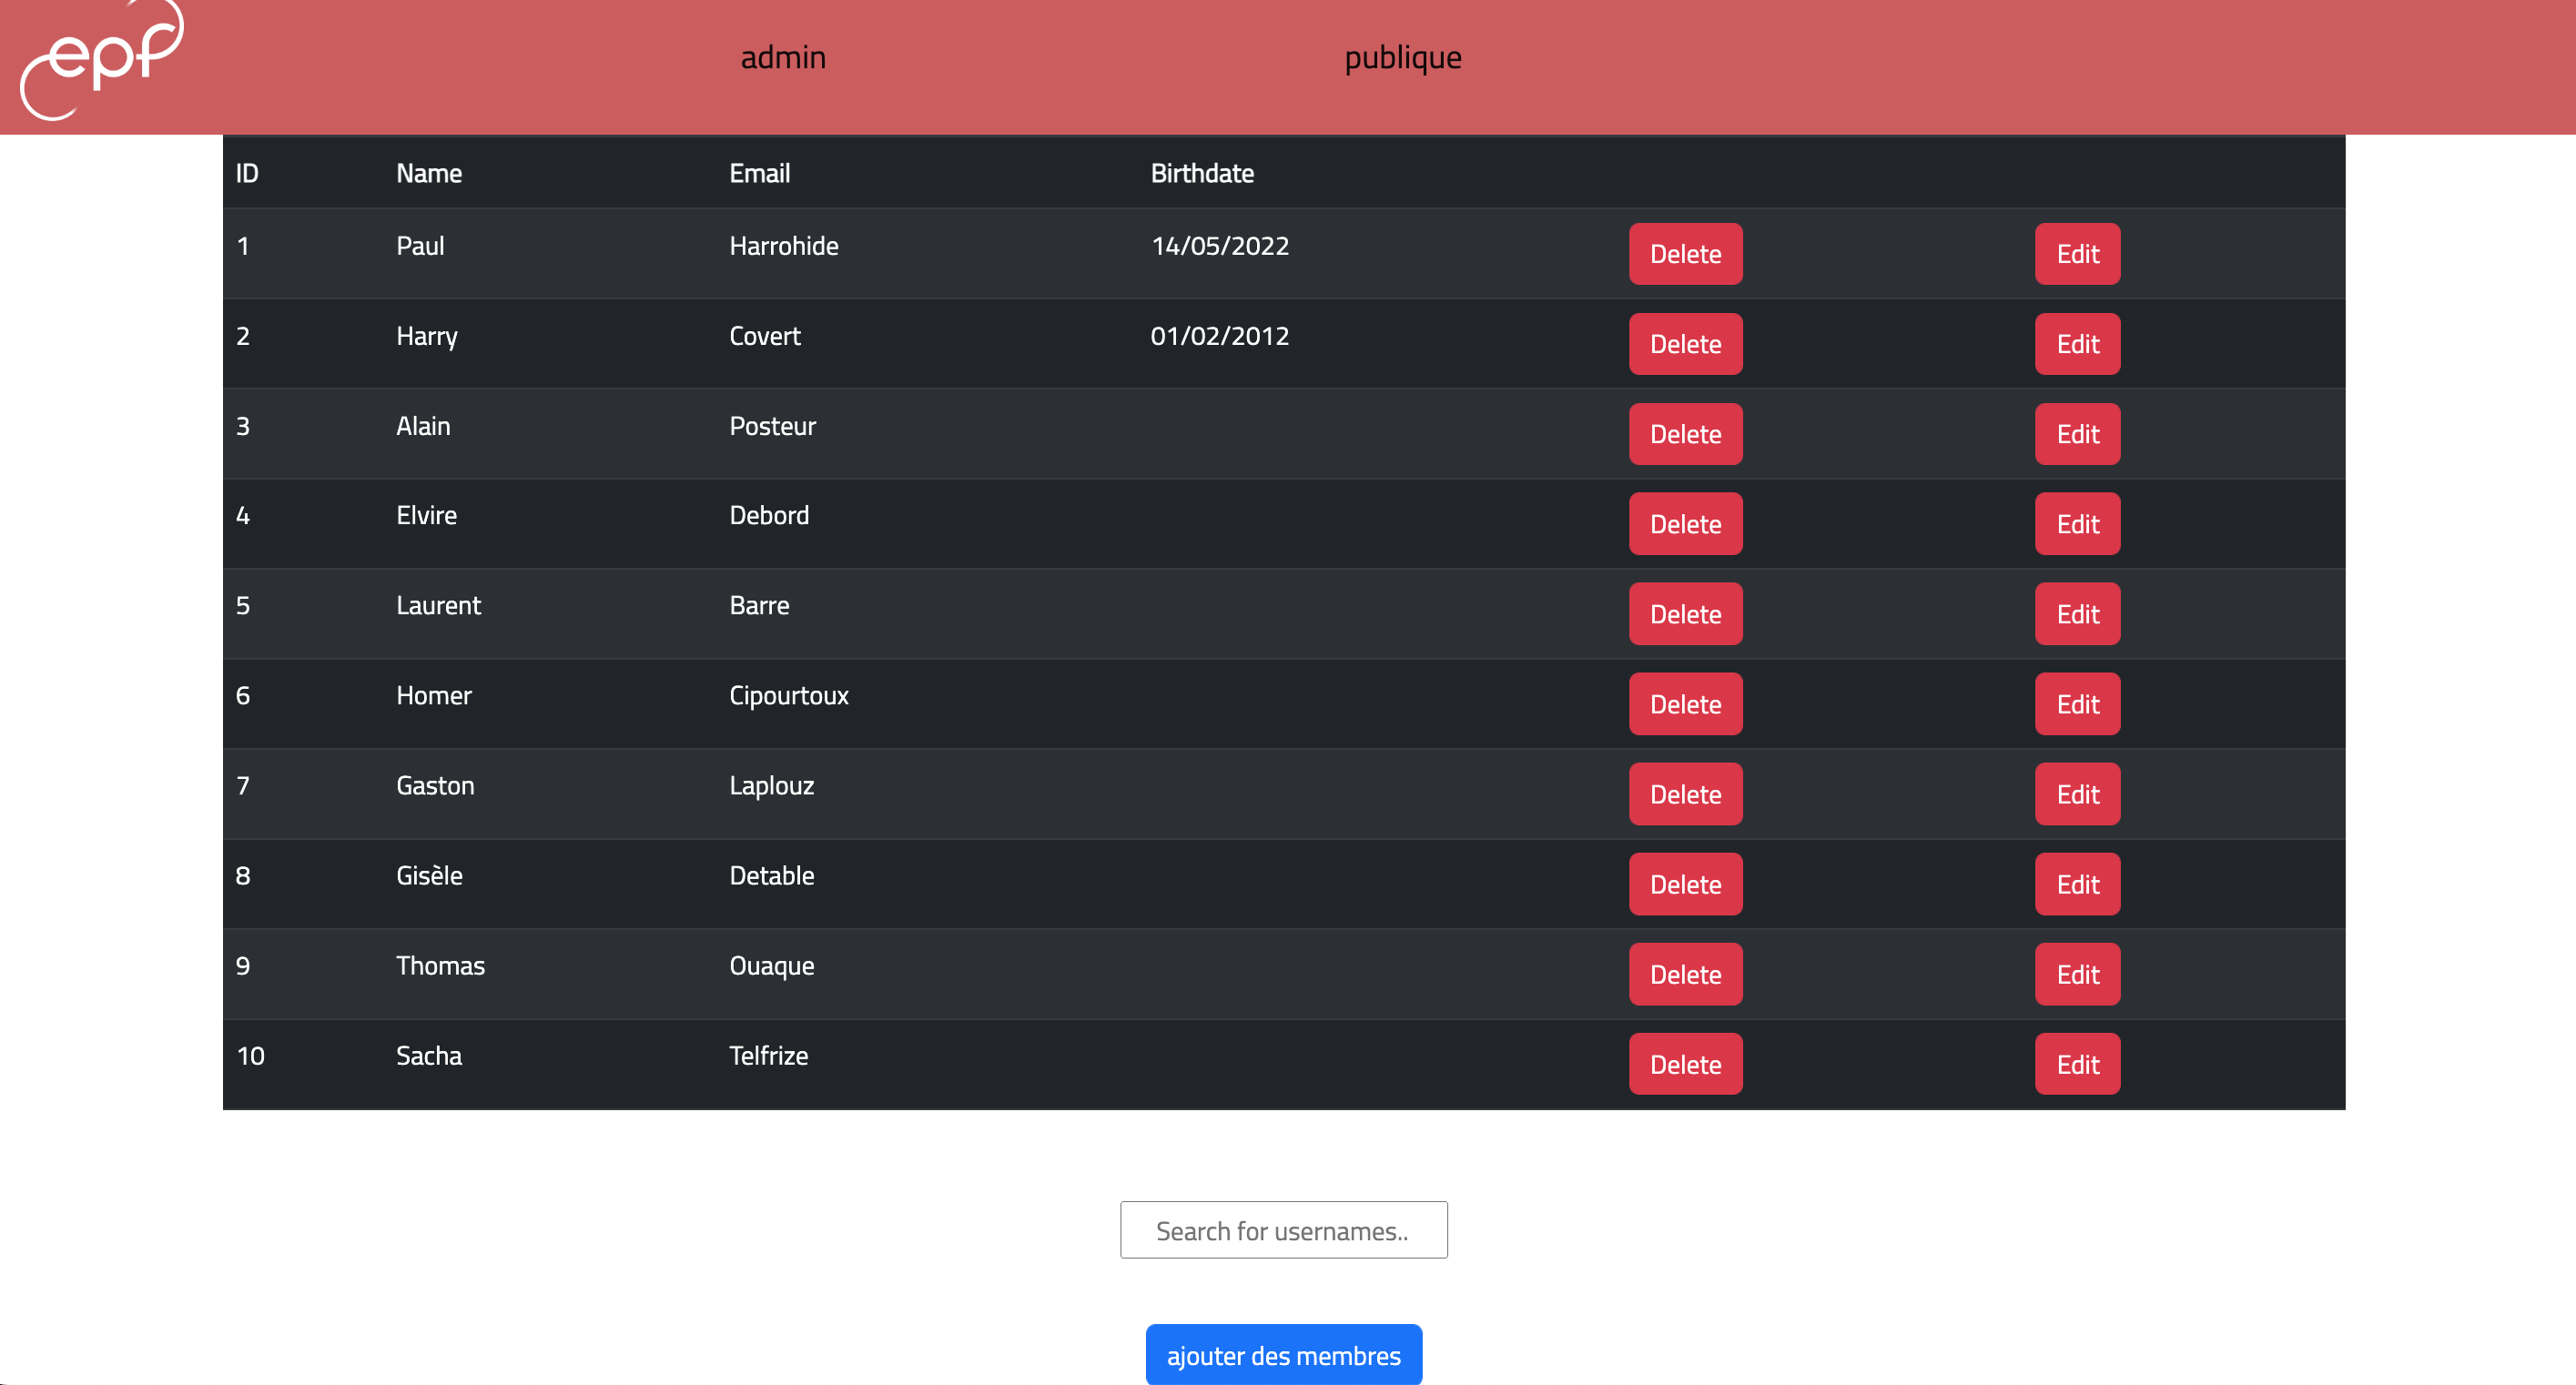 epf admin publique
ID Name Email Birthdate
1 Paul Harrohide 14/05/2022 Delete Edit
2 Harry Covert 01/02/2012 Delete Edit
3 Alain Posteur Delete Edit
4 Elvire Debord Delete Edit
5 Laurent Barre Delete Edit
6 Homer Cipourtoux Delete Edit
7 Gaston Laplouz Delete Edit
8 Gisèle Detable Delete Edit
9 Thomas Ouaque Delete Edit
10 Sacha Telfrize Delete Edit
Search for usernames..
ajouter des membres